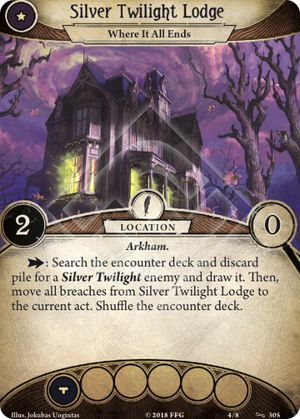 Silver Twilight Lodge
Where It All Ends
2
LOCATION
0
Arkham.
: Search the encounter deck and discard
pile for a Silver Twilight enemy and draw it. Then,
move all breaches from Silver Twilight Lodge to
the current act. Shuffle the encounter deck.
Illus. Jokubas Uogintas
© 2018 FFG
4/8
305